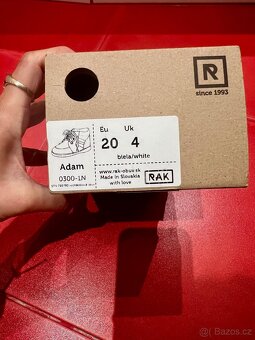 R
since 1993
Eu Uk
20 4
biela/white
Adam
0300-1N
www.rak-obuv.sk
Made in Slovakia
with love
RAK
sbazar.cz